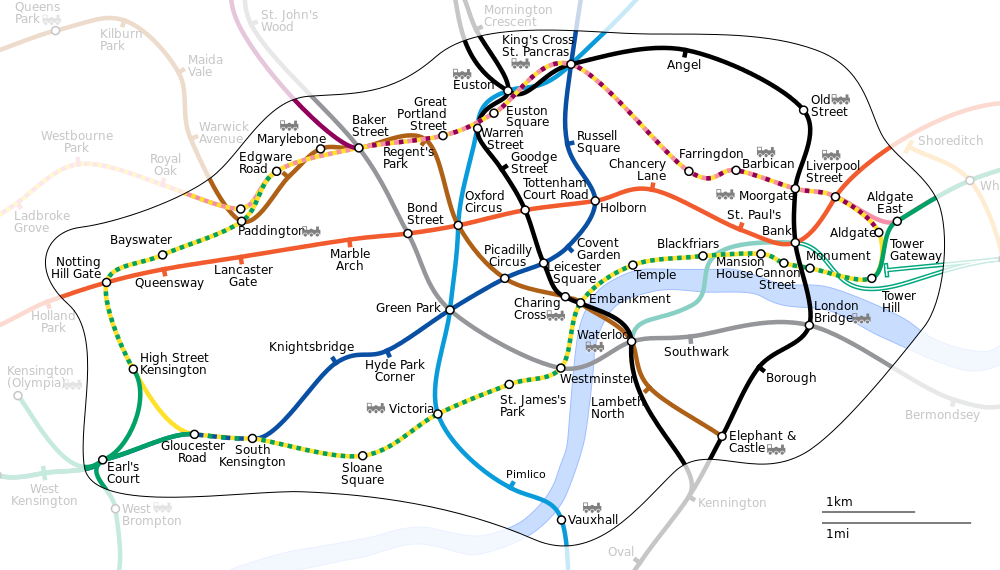 Queens
Park
Kilburn
Park
St. John's
Wood
Mornington
Crescent
Maida
Vale
King's Cross
St. Pancras
Euston
Angel
Old
Street
Great
Portland
Street
Euston
Square
Baker
Street
Warren
Street
Warwick
Avenue
Marylebone
Regent's
Park
Westbourne
Park
Royal
Oak
Edgware
Road
Goodge
Street
Russell
Square
Chancery
Lane
Farringdon
Barbican
Liverpool
Street
Shoreditch
Moorgate
Tottenham
Court Road
Holborn
Oxford
Circus
Bond
Street
St. Paul's
Bank
Aldgate
East
Aldgate
Wh
Ladbroke
Grove
Paddington
Bayswater
Notting
Hill Gate
Queensway
Lancaster
Gate
Marble
Arch
Picadilly
Circus
Covent
Garden
Leicester
Square
Blackfriars
Mansion
House
Cannon
Street
Monument
Tower
Gateway
Tower
Hill
Temple
Holland
Park
Green Park
Charing
Cross
Embankment
London
Bridge
Waterloo
Southwark
Knightsbridge
Hyde Park
Corner
High Street
Kensington
Kensington
(Olympia)
Westminster
St. James's
Park
Lambeth
North
Borough
Bermondsey
Victoria
Gloucester
Road
South
Kensington
Sloane
Square
Elephant &
Castle
Earl's
Court
West
Kensington
West
Brompton
Pimlico
Vauxhall
Kennington
Oval
1km
1mi